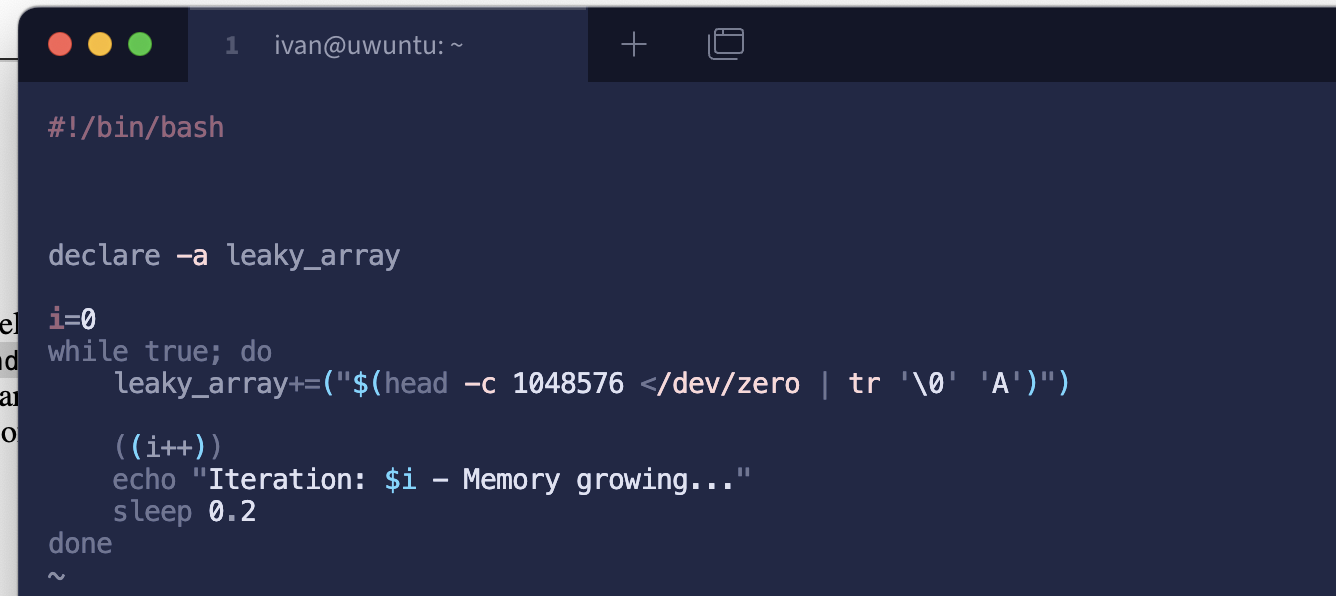 1 ivan@uwuntu: ~
#!/bin/bash
declare -a leaky_array
i=0
while true; do
    leaky_array+=("$(head -c 1048576 </dev/zero | tr '\0' 'A')")
    ((i++))
    echo "Iteration: $i - Memory growing..."
    sleep 0.2
done
~